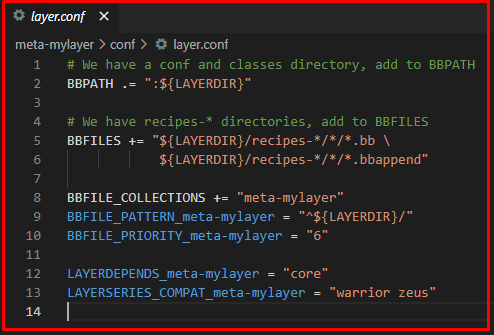 layer.conf
meta-mylayer > conf > layer.conf
1 # We have a conf and classes directory, add to BBPATH
2 BBPATH .= ":${LAYERDIR}"
3
4 # We have recipes-* directories, add to BBFILES
5 BBFILES += "${LAYERDIR}/recipes-*/*/*.bb \
6 ${LAYERDIR}/recipes-*/*/*.bbappend"
7
8 BBFILE_COLLECTIONS += "meta-mylayer"
9 BBFILE_PATTERN_meta-mylayer = "^${LAYERDIR}/"
10 BBFILE_PRIORITY_meta-mylayer = "6"
11
12 LAYERDEPENDS_meta-mylayer = "core"
13 LAYERSERIES_COMPAT_meta-mylayer = "warrior zeus"
14